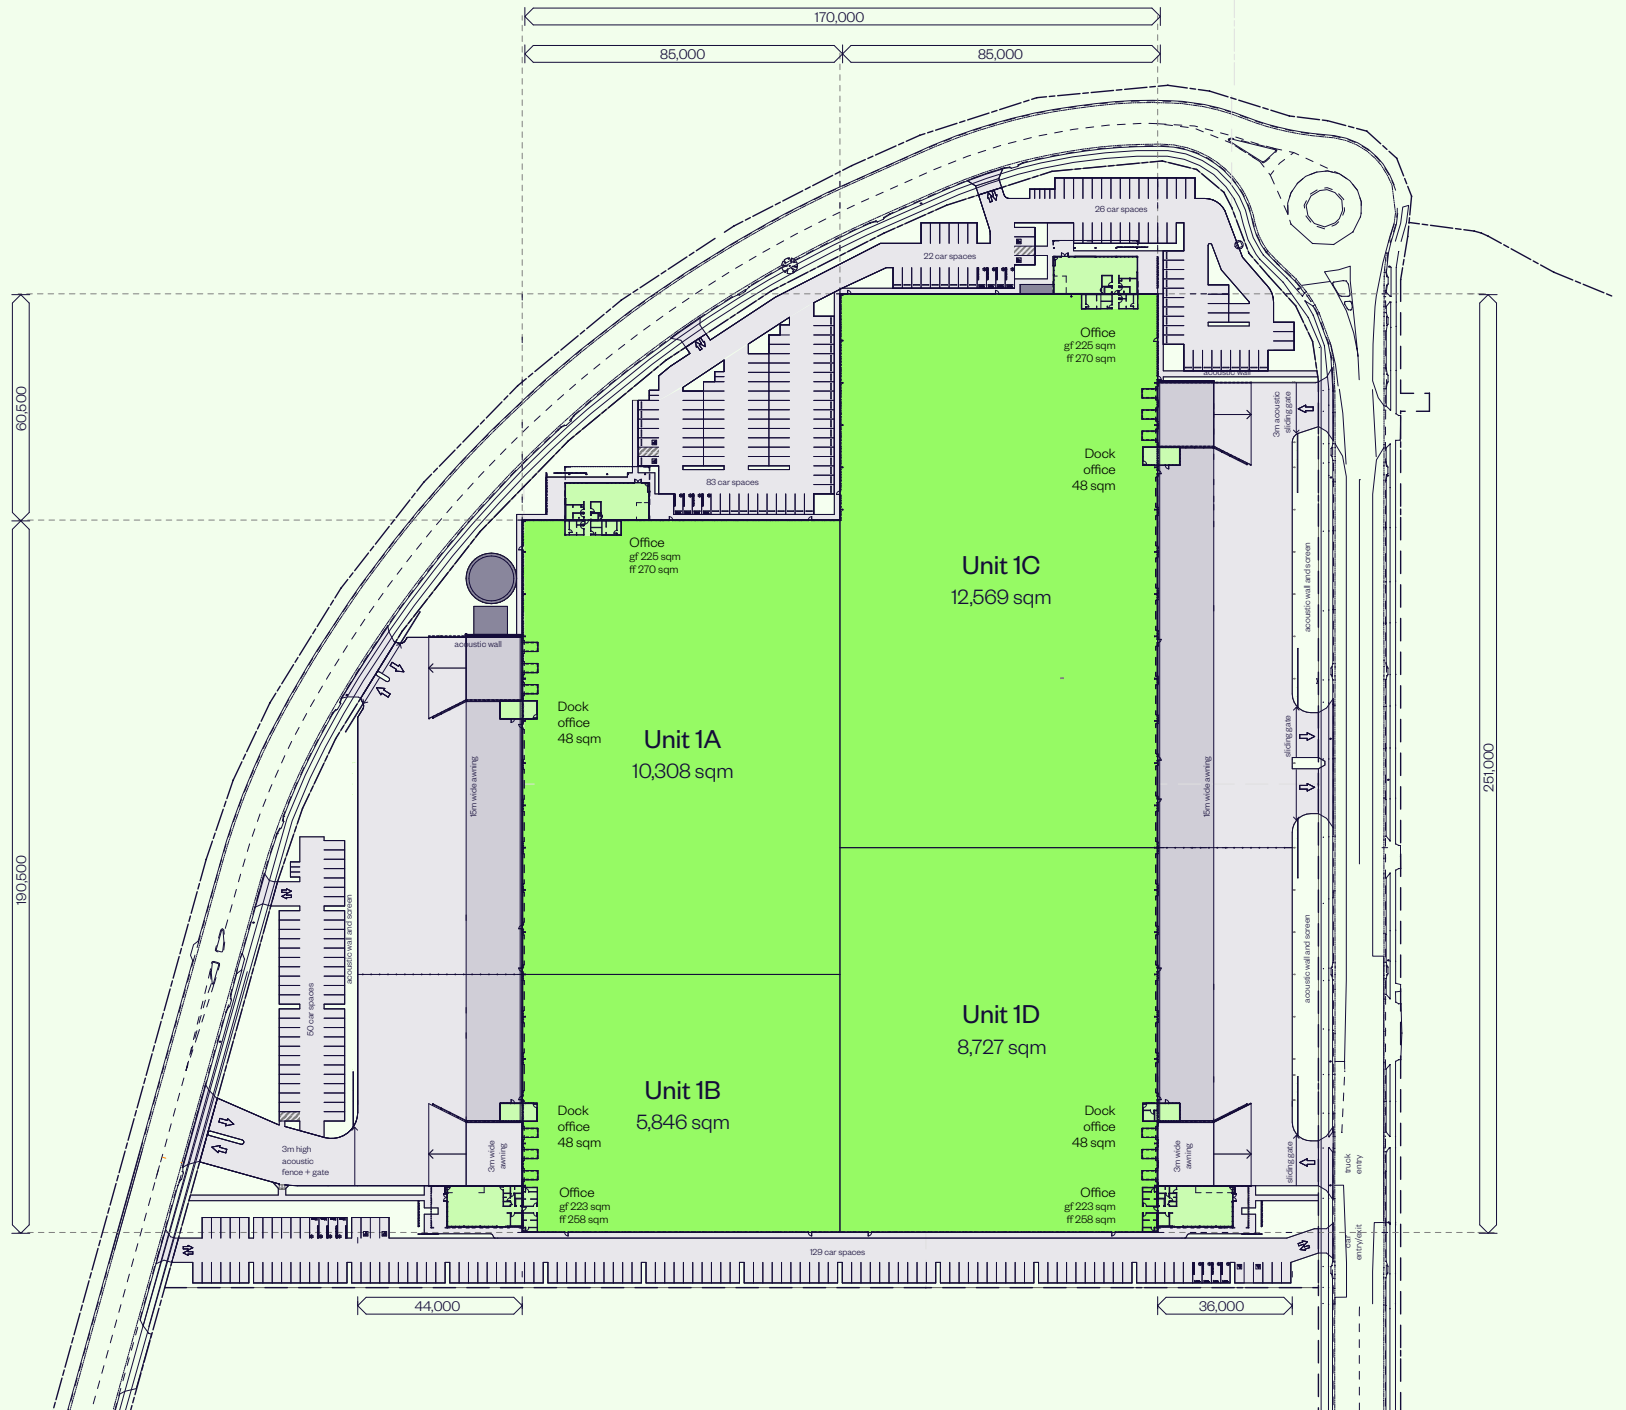 170,000
85,000
85,000
26 car spaces
22 car spaces
60,500
190,500
251,000
Office
gf 225 sqm
ff 270 sqm
acoustic wall
3m acoustic
sliding gate
Dock
office
48 sqm
83 car spaces
Office
gf 225 sqm
ff 270 sqm
Unit 1C
12,569 sqm
acoustic wall and screen
acoustic wall
Dock
office
48 sqm
Unit 1A
10,308 sqm
15m wide awning
15m wide awning
sliding gate
acoustic wall and screen
acoustic wall and screen
50 car spaces
Unit 1D
8,727 sqm
Unit 1B
5,846 sqm
Dock
office
48 sqm
Dock
office
48 sqm
3m high
acoustic
fence + gate
3m wide
awning
3m wide
awning
sliding gate
truck
entry
Office
gf 223 sqm
ff 258 sqm
Office
gf 223 sqm
ff 258 sqm
car
entry/exit
129 car spaces
44,000
36,000